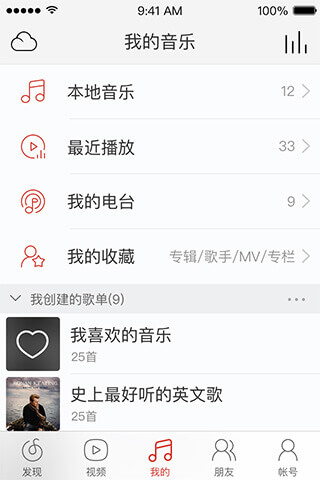 9:41 AM 100%
我的音乐
本地音乐 12
最近播放 33
我的电台 9
我的收藏 专辑/歌手/MV/专栏
我创建的歌单(9)
我喜欢的音乐
25首
史上最好听的英文歌
25首
发现 视频 我的 朋友 帐号